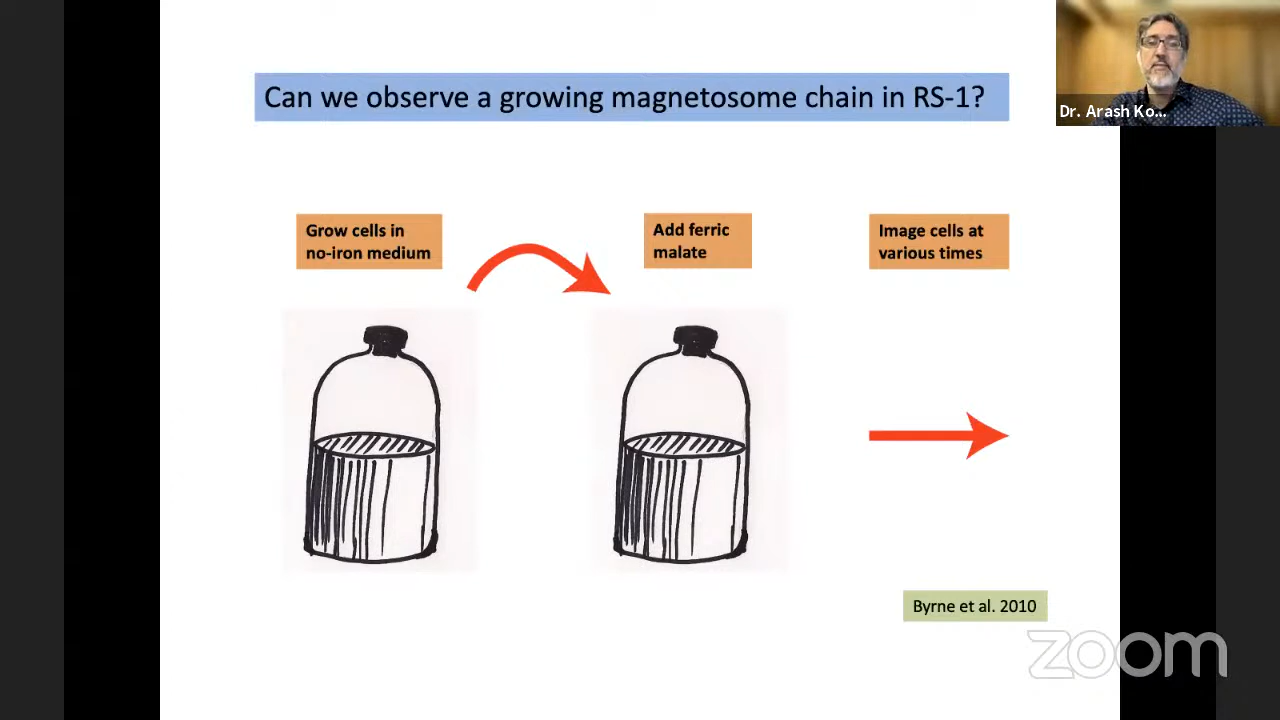 Can we observe a growing magnetosome chain in RS-1?
Dr. Arash Ko...
Grow cells in
no-iron medium
Add ferric
malate
Image cells at
various times
Byrne et al. 2010
zoom